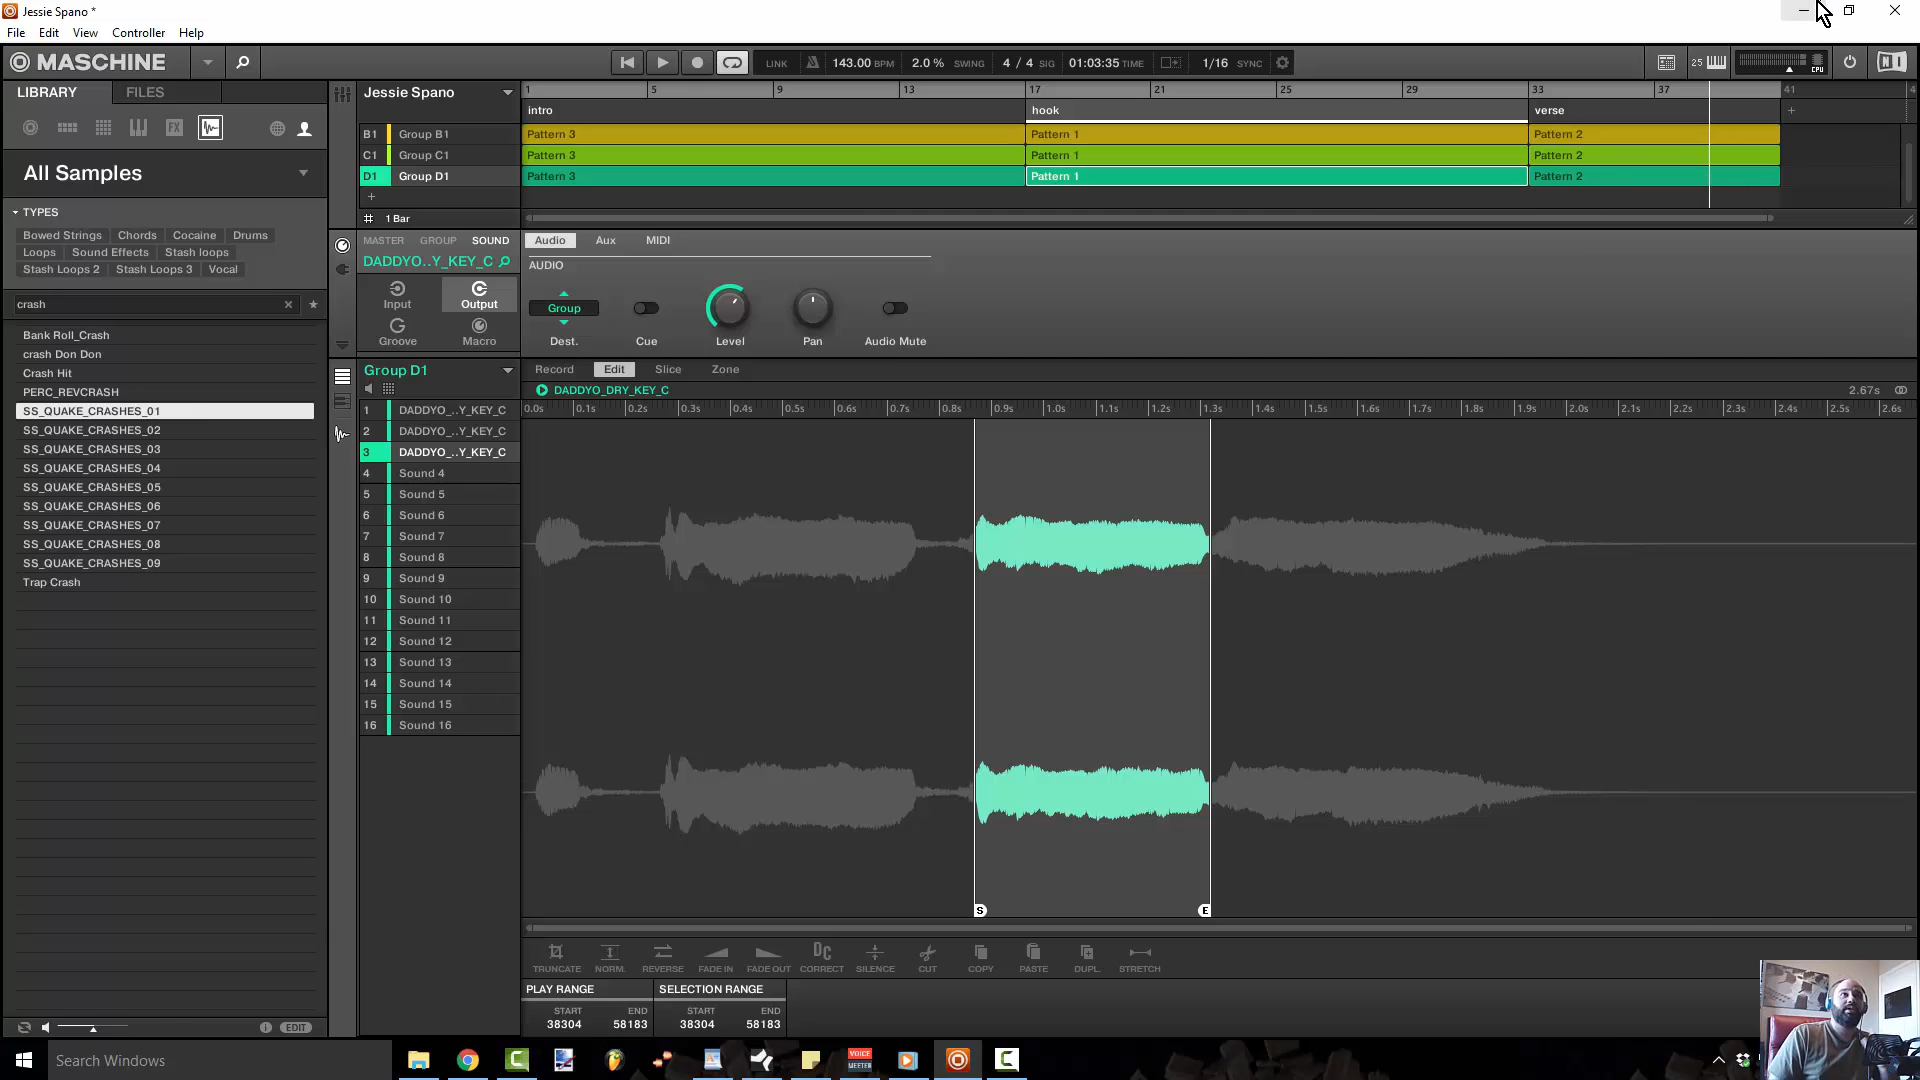 Jessie Spano *
File Edit View Controller Help
MASCHINE
LINK 143.00 BPM 2.0 % SWING 4 / 4 SIG 01:03:35 TIME 1/16 SYNC
25 CPU
LIBRARY FILES
All Samples
TYPES
Bowed Strings Chords Cocaine Drums
Loops Sound Effects Stash loops
Stash Loops 2 Stash Loops 3 Vocal
crash
Bank Roll_Crash
crash Don Don
Crash Hit
PERC_REVCRASH
SS_QUAKE_CRASHES_01
SS_QUAKE_CRASHES_02
SS_QUAKE_CRASHES_03
SS_QUAKE_CRASHES_04
SS_QUAKE_CRASHES_05
SS_QUAKE_CRASHES_06
SS_QUAKE_CRASHES_07
SS_QUAKE_CRASHES_08
SS_QUAKE_CRASHES_09
Trap Crash
EDIT
Jessie Spano
1 5 9 13 17 21 25 29 33 37 41 4
intro hook verse
B1 Group B1 Pattern 3 Pattern 1 Pattern 2
C1 Group C1 Pattern 3 Pattern 1 Pattern 2
D1 Group D1 Pattern 3 Pattern 1 Pattern 2
+
1 Bar
MASTER GROUP SOUND
DADDYO..Y_KEY_C
Input Output
Groove Macro
Audio Aux MIDI
AUDIO
Group
Dest. Cue Level Pan Audio Mute
Group D1
Record Edit Slice Zone
DADDYO_DRY_KEY_C 2.67s
0.0s 0.1s 0.2s 0.3s 0.4s 0.5s 0.6s 0.7s 0.8s 0.9s 1.0s 1.1s 1.2s 1.3s 1.4s 1.5s 1.6s 1.7s 1.8s 1.9s 2.0s 2.1s 2.2s 2.3s 2.4s 2.5s 2.6s
1 DADDYO_..Y_KEY_C
2 DADDYO_..Y_KEY_C
3 DADDYO_..Y_KEY_C
4 Sound 4
5 Sound 5
6 Sound 6
7 Sound 7
8 Sound 8
9 Sound 9
10 Sound 10
11 Sound 11
12 Sound 12
13 Sound 13
14 Sound 14
15 Sound 15
16 Sound 16
S E
DC
TRUNCATE NORM. REVERSE FADE IN FADE OUT CORRECT SILENCE CUT COPY PASTE DUPL. STRETCH
PLAY RANGE SELECTION RANGE
START END START END
38304 58183 38304 58183
Search Windows
VOICE MEETER